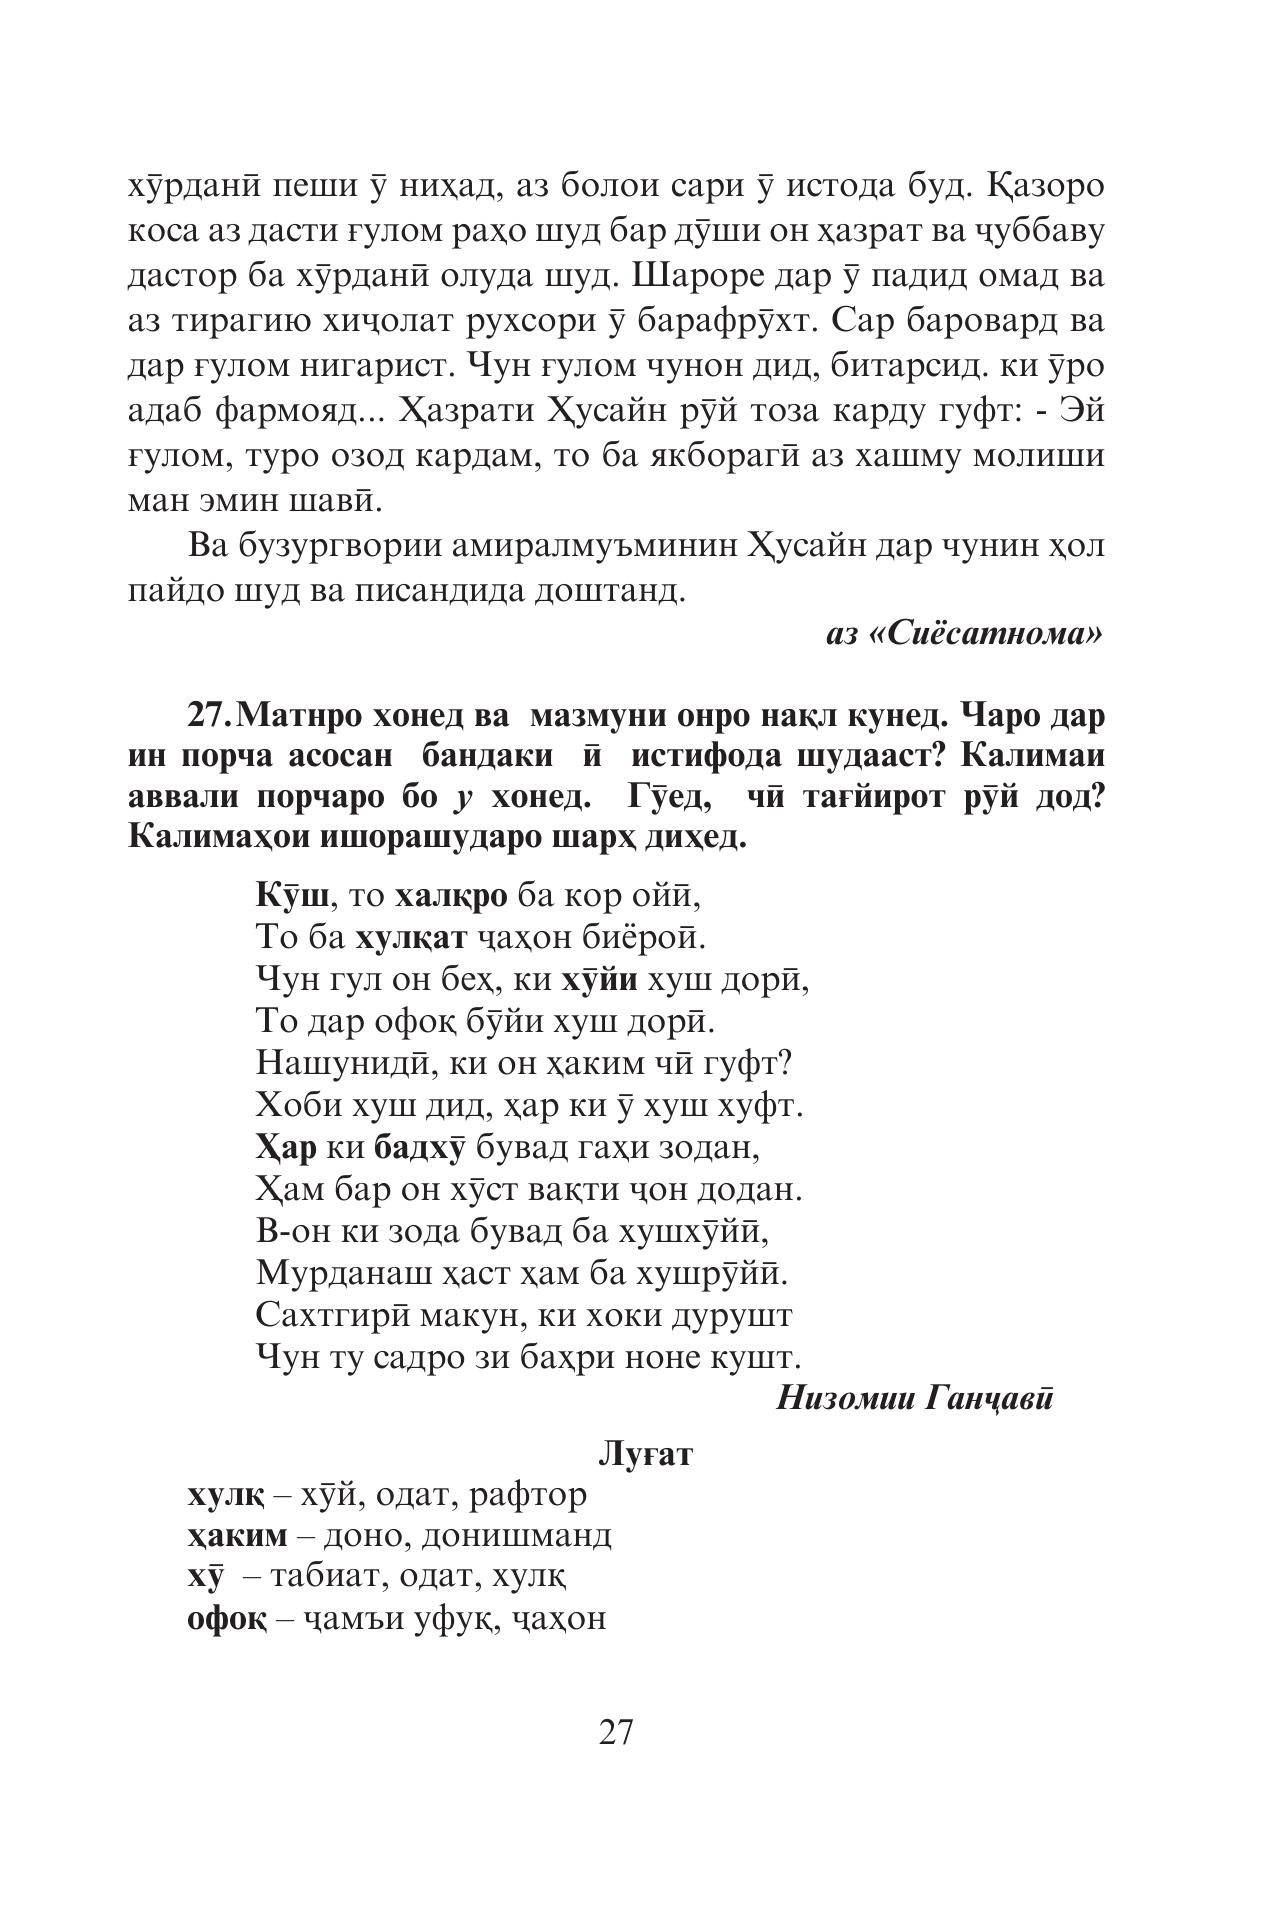 хӯрданӣ пеши ӯ ниҳад, аз болои сари ӯ истода буд. Қазоро
коса аз дасти ғулом раҳо шуд бар дӯши он ҳазрат ва ҷуббаву
дастор ба хӯрданӣ олуда шуд. Шароре дар ӯ падид омад ва
аз тирагию хиҷолат рухсори ӯ барафрӯхт. Сар баровард ва
дар ғулом нигарист. Чун ғулом чунон дид, битарсид. ки ӯро
адаб фармояд... Ҳазрати Ҳусайн рӯй тоза карду гуфт: - Эй
ғулом, туро озод кардам, то ба якборагӣ аз хашму молиши
ман эмин шавӣ.
Ва бузургвории амиралмуъминин Ҳусайн дар чунин ҳол
пайдо шуд ва писандида доштанд.
аз «Сиёсатнома»
27. Матнро хонед ва мазмуни онро нақл кунед. Чаро дар
ин порча асосан бандаки ӣ истифода шудааст? Калимаи
аввали порчаро бо у хонед. Гӯед, чӣ тағйирот рӯй дод?
Калимаҳои ишорашударо шарҳ диҳед.
Кӯш, то халқро ба кор ойӣ,
То ба хулқат ҷаҳон биёроӣ.
Чун гул он беҳ, ки хӯйи хуш дорӣ,
То дар офоқ бӯйи хуш дорӣ.
Нашунидӣ, ки он ҳаким чӣ гуфт?
Хоби хуш дид, ҳар ки ӯ хуш хуфт.
Ҳар ки бадхӯ бувад гаҳи зодан,
Ҳам бар он хӯст вақти ҷон додан.
В-он ки зода бувад ба хушхӯйӣ,
Мурданаш ҳаст ҳам ба хушрӯйӣ.
Сахтгирӣ макун, ки хоки дурушт
Чун ту садро зи баҳри ноне кушт.
Низомии Ганҷавӣ
Луғат
хулқ – хӯй, одат, рафтор
ҳаким – доно, донишманд
хӯ – табиат, одат, хулқ
офоқ – ҷамъи уфуқ, ҷаҳон
27